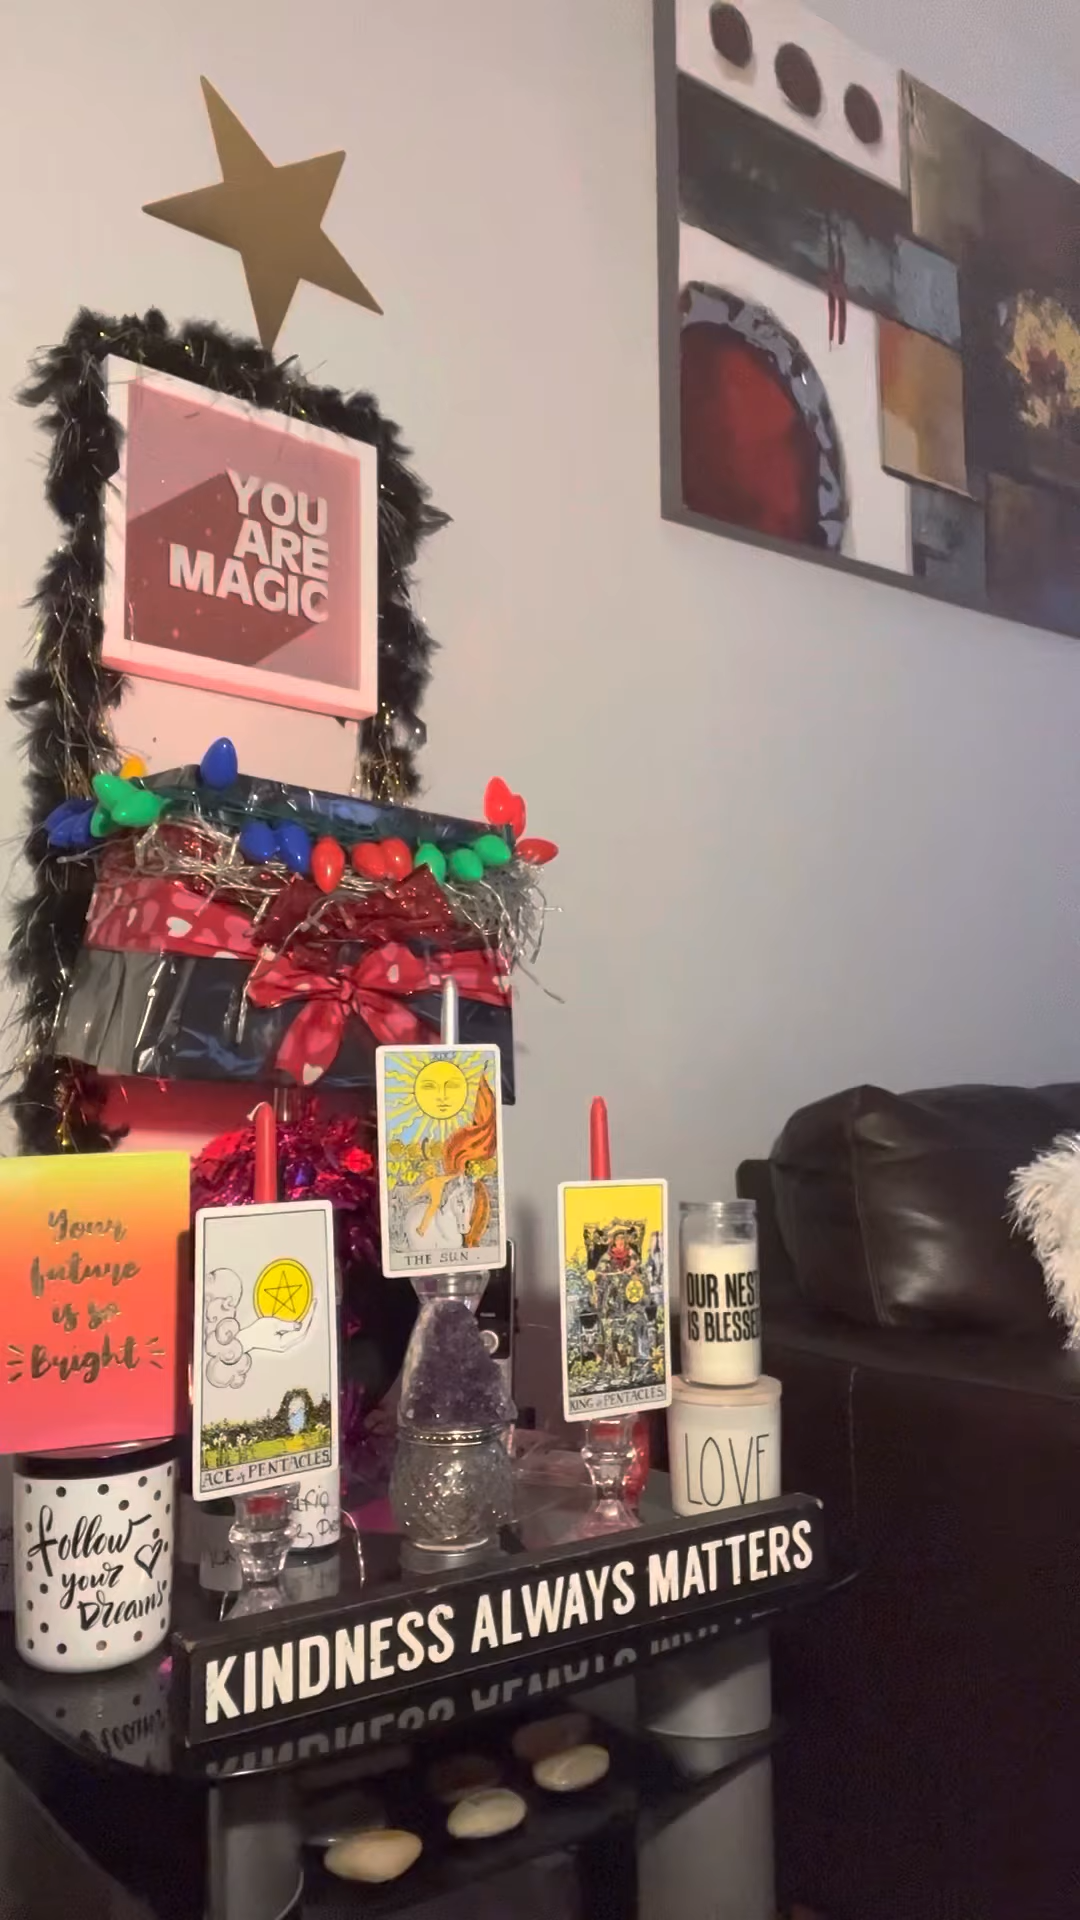 YOU
ARE
MAGIC
Your
future
is so
Bright
THE SUN.
ACE of PENTACLES.
KING of PENTACLES.
OUR NEST
IS BLESSED
follow
your
Dreams
LOVE
KINDNESS ALWAYS MATTERS